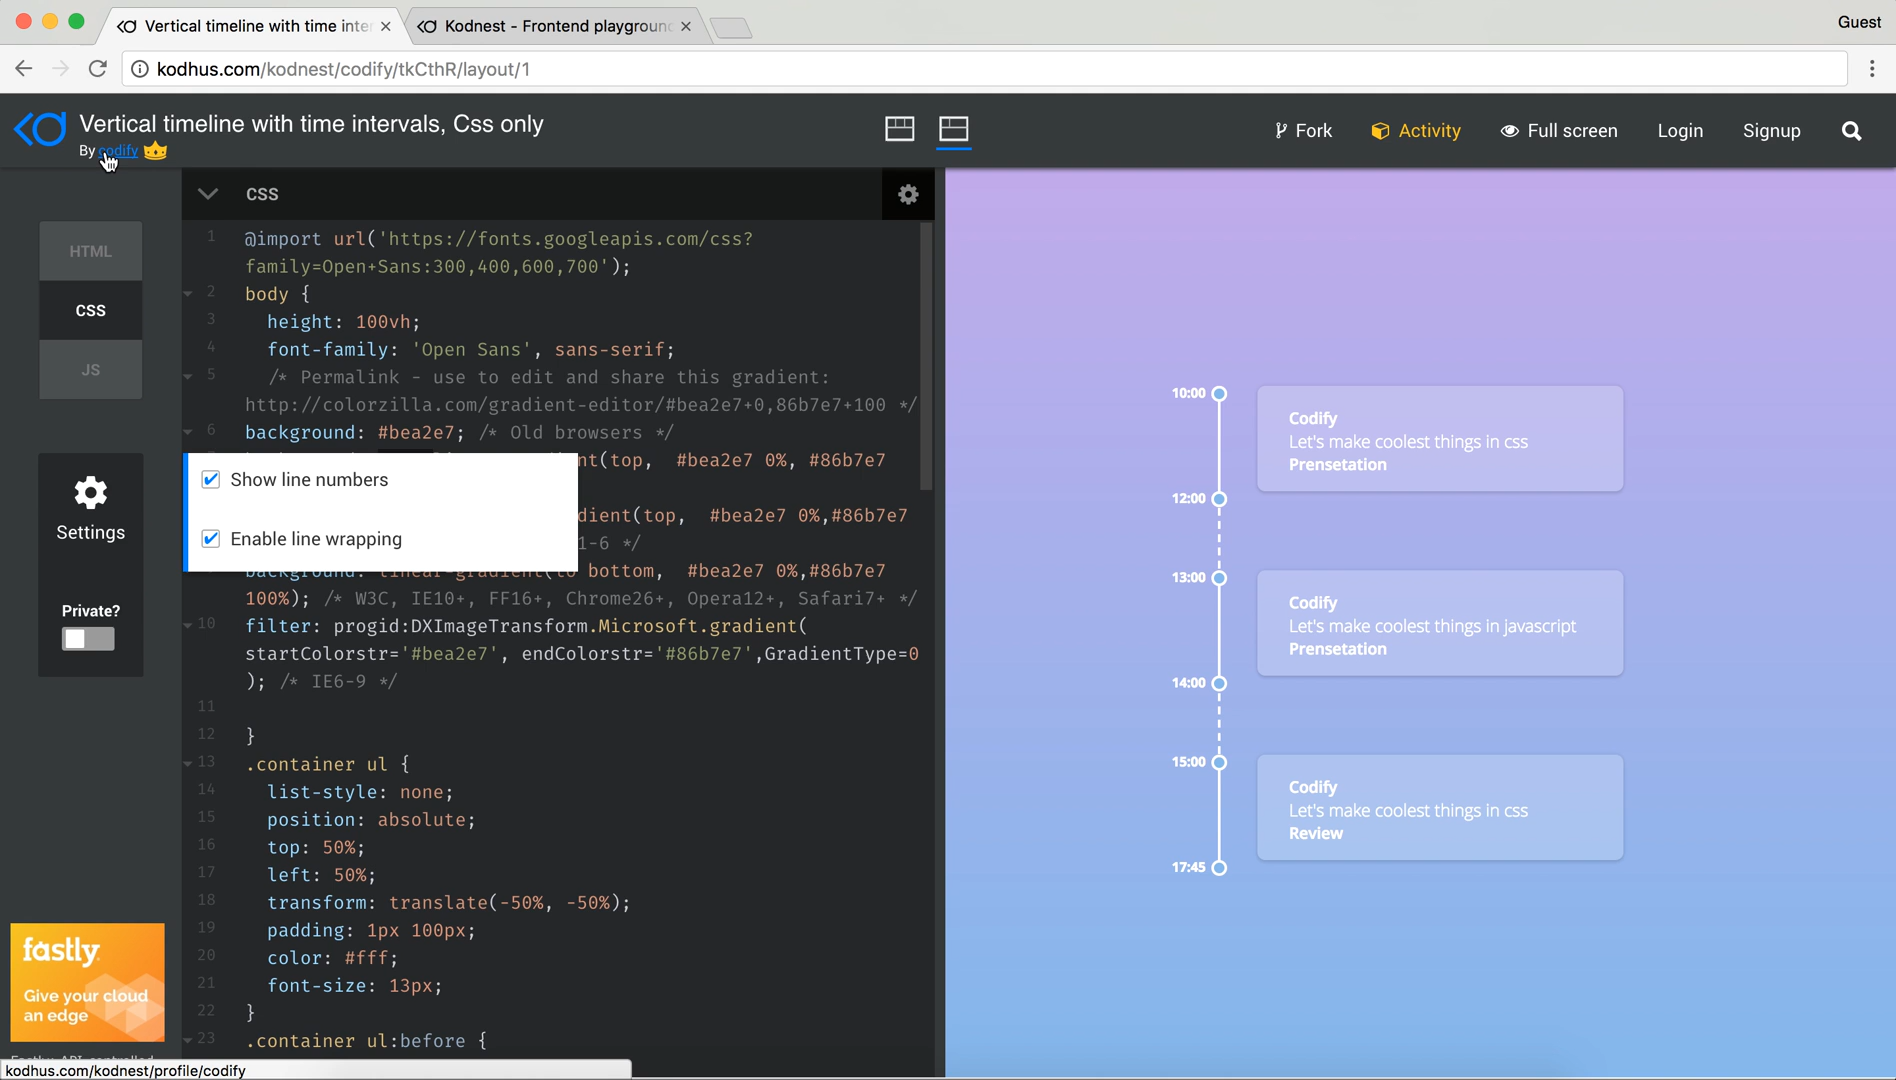 Vertical timeline with time inter
Kodnest - Frontend playground
Guest
kodhus.com/kodnest/codify/tkCthR/layout/1
Vertical timeline with time intervals, Css only
By codify
Fork
Activity
Full screen
Login
Signup
HTML
CSS
JS
Settings
Private?
fastly
Give your cloud
an edge
CSS
1 @import url('https://fonts.googleapis.com/css?
family=Open+Sans:300,400,600,700');
2 body {
3 height: 100vh;
4 font-family: 'Open Sans', sans-serif;
5 /* Permalink - use to edit and share this gradient:
http://colorzilla.com/gradient-editor/#bea2e7+0,86b7e7+100 */
6 background: #bea2e7; /* Old browsers */
nt(top, #bea2e7 0%, #86b7e7
Show line numbers
dient(top, #bea2e7 0%,#86b7e7
1-6 */
Enable line wrapping
background: linear-gradient(to bottom, #bea2e7 0%,#86b7e7
100%); /* W3C, IE10+, FF16+, Chrome26+, Opera12+, Safari7+ */
10 filter: progid:DXImageTransform.Microsoft.gradient(
startColorstr='#bea2e7', endColorstr='#86b7e7',GradientType=0
); /* IE6-9 */
11
12 }
13 .container ul {
14 list-style: none;
15 position: absolute;
16 top: 50%;
17 left: 50%;
18 transform: translate(-50%, -50%);
19 padding: 1px 100px;
20 color: #fff;
21 font-size: 13px;
22 }
23 .container ul:before {
kodhus.com/kodnest/profile/codify
10:00
Codify
Let's make coolest things in css
Prensetation
12:00
13:00
Codify
Let's make coolest things in javascript
Prensetation
14:00
15:00
Codify
Let's make coolest things in css
Review
17:45